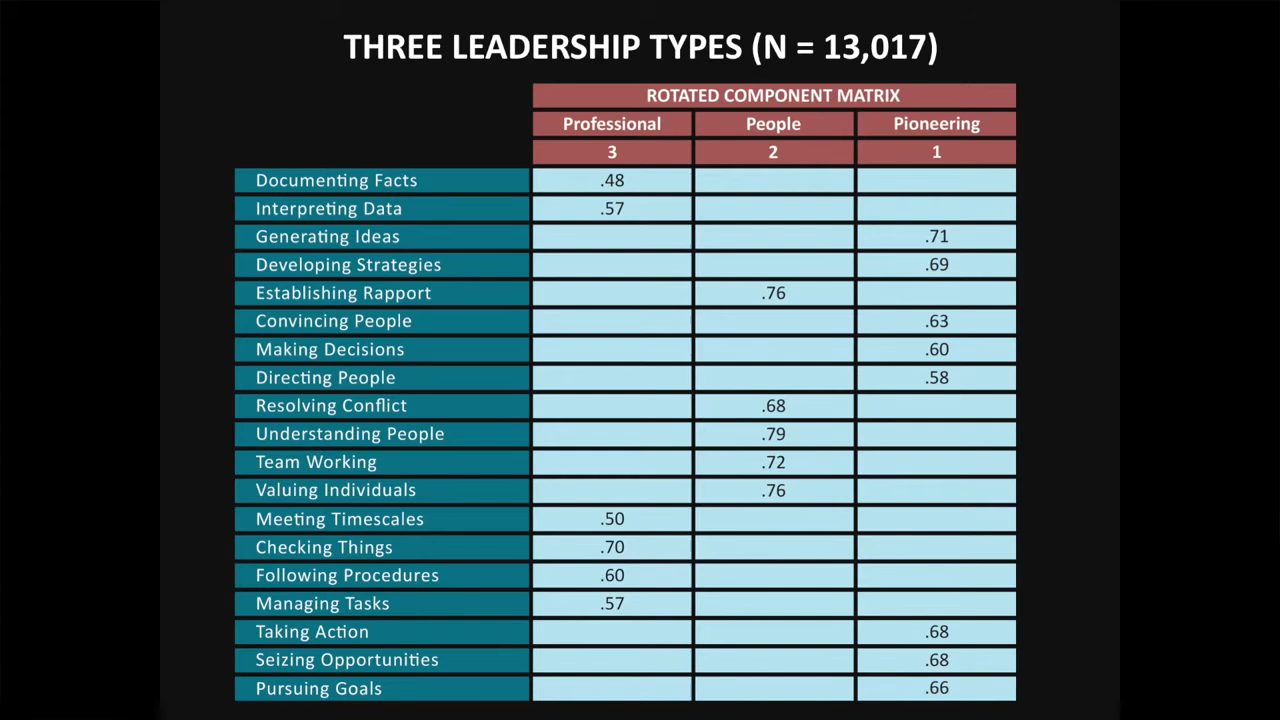 THREE LEADERSHIP TYPES (N = 13,017)
ROTATED COMPONENT MATRIX
Professional People Pioneering
3 2 1
Documenting Facts .48
Interpreting Data .57
Generating Ideas .71
Developing Strategies .69
Establishing Rapport .76
Convincing People .63
Making Decisions .60
Directing People .58
Resolving Conflict .68
Understanding People .79
Team Working .72
Valuing Individuals .76
Meeting Timescales .50
Checking Things .70
Following Procedures .60
Managing Tasks .57
Taking Action .68
Seizing Opportunities .68
Pursuing Goals .66